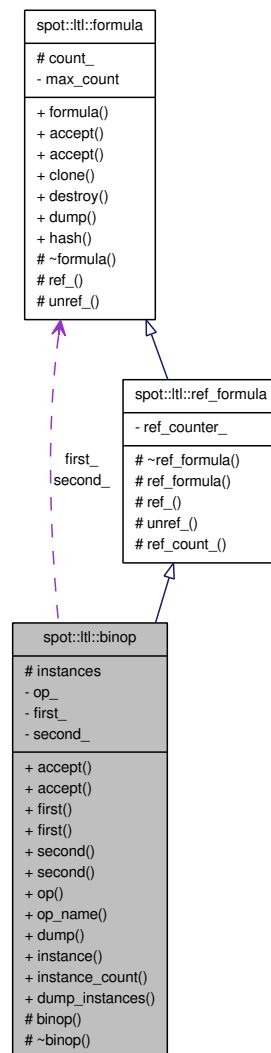 spot::ltl::formula
# count_
- max_count
+ formula()
+ accept()
+ accept()
+ clone()
+ destroy()
+ dump()
+ hash()
# ~formula()
# ref_()
# unref_()
spot::ltl::ref_formula
- ref_counter_
# ~ref_formula()
# ref_formula()
# ref_()
# unref_()
# ref_count_()
first_
second_
spot::ltl::binop
# instances
- op_
- first_
- second_
+ accept()
+ accept()
+ first()
+ first()
+ second()
+ second()
+ op()
+ op_name()
+ dump()
+ instance()
+ instance_count()
+ dump_instances()
# binop()
# ~binop()